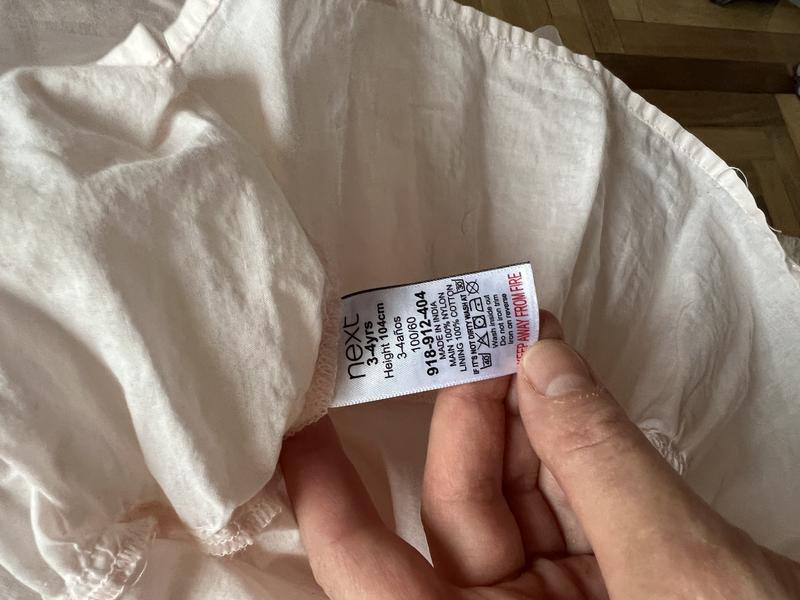 next
3-4yrs
Height 104cm
3-4años
100/60
918-912-404
MADE IN INDIA
MAIN 100% NYLON
LINING 100% COTTON
IF IT'S NOT DIRTY WASH AT 30
40
Wash inside out
Do not iron trim
Iron on reverse
KEEP AWAY FROM FIRE